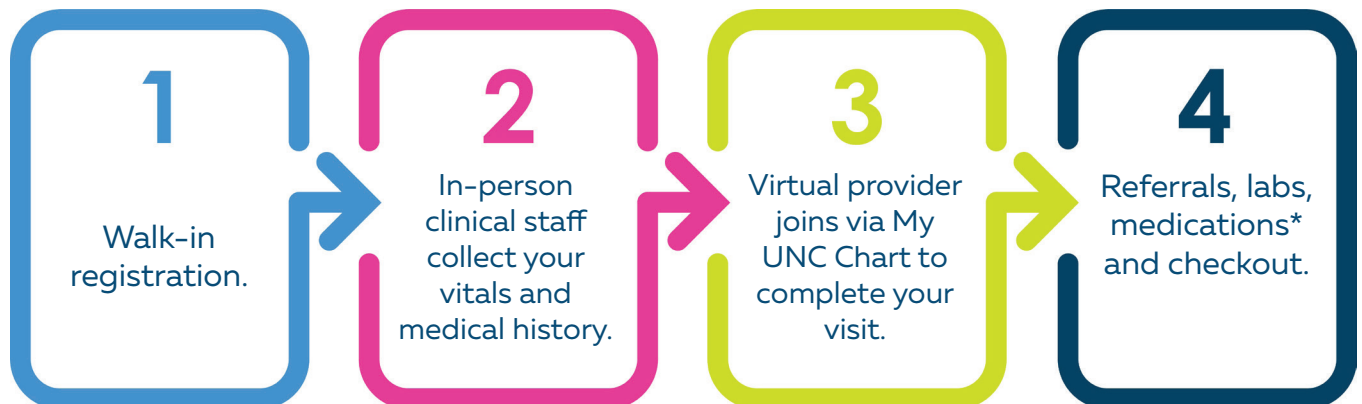 1
Walk-in
registration.
2
In-person
clinical staff
collect your
vitals and
medical history.
3
Virtual provider
joins via My
UNC Chart to
complete your
visit.
4
Referrals, labs,
medications*
and checkout.